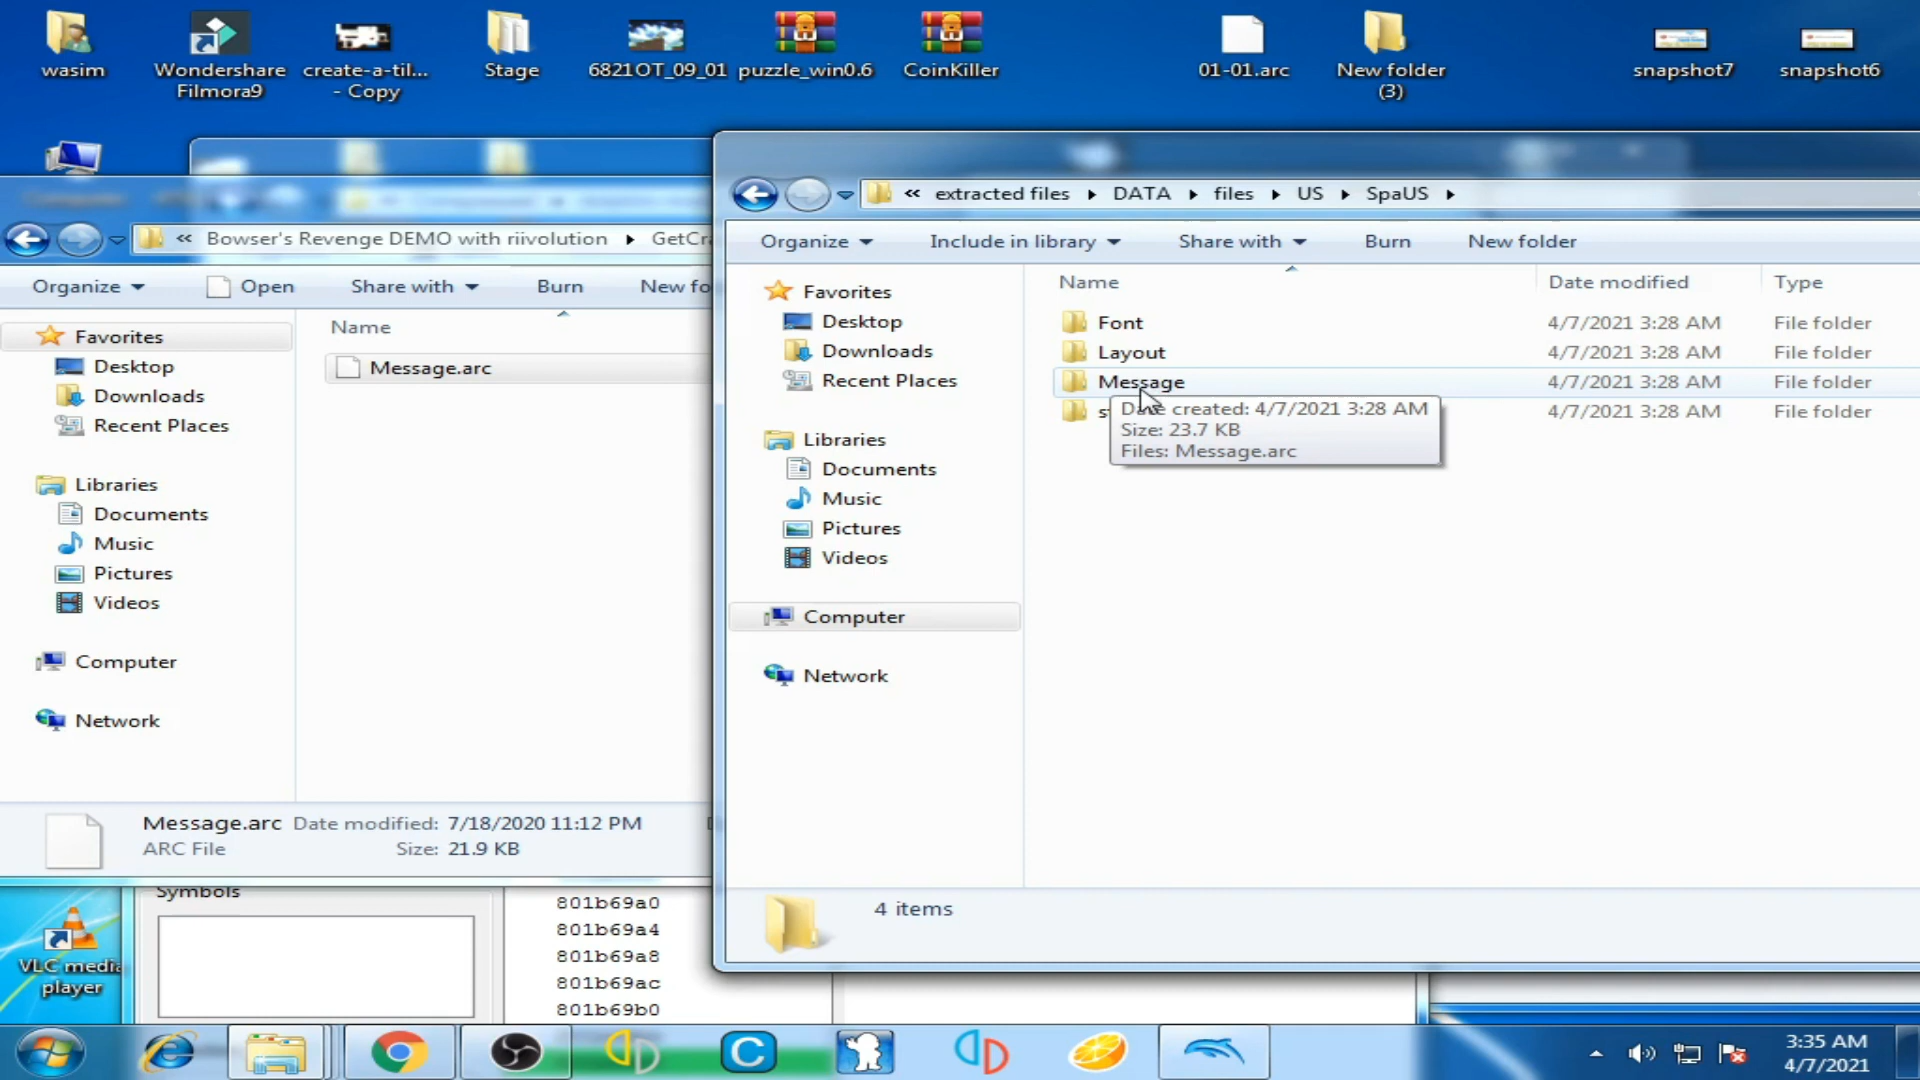 wasim
Wondershare
Filmora9
create-a-til...
- Copy
Stage
6821OT_09_01
puzzle_win0.6
CoinKiller
01-01.arc
New folder
(3)
snapshot7
snapshot6
« Bowser's Revenge DEMO with riivolution ▸ GetCra
Organize
Open
Share with
Burn
New fo
Favorites
Desktop
Downloads
Recent Places
Libraries
Documents
Music
Pictures
Videos
Computer
Network
Name
Message.arc
Message.arc Date modified: 7/18/2020 11:12 PM
ARC File Size: 21.9 KB
« extracted files ▸ DATA ▸ files ▸ US ▸ SpaUS ▸
Organize
Include in library
Share with
Burn
New folder
Favorites
Desktop
Downloads
Recent Places
Libraries
Documents
Music
Pictures
Videos
Computer
Network
Name Date modified Type
Font 4/7/2021 3:28 AM File folder
Layout 4/7/2021 3:28 AM File folder
Message 4/7/2021 3:28 AM File folder
4/7/2021 3:28 AM File folder
Date created: 4/7/2021 3:28 AM
Size: 23.7 KB
Files: Message.arc
4 items
Symbols
801b69a0
801b69a4
801b69a8
801b69ac
801b69b0
VLC media
player
3:35 AM
4/7/2021